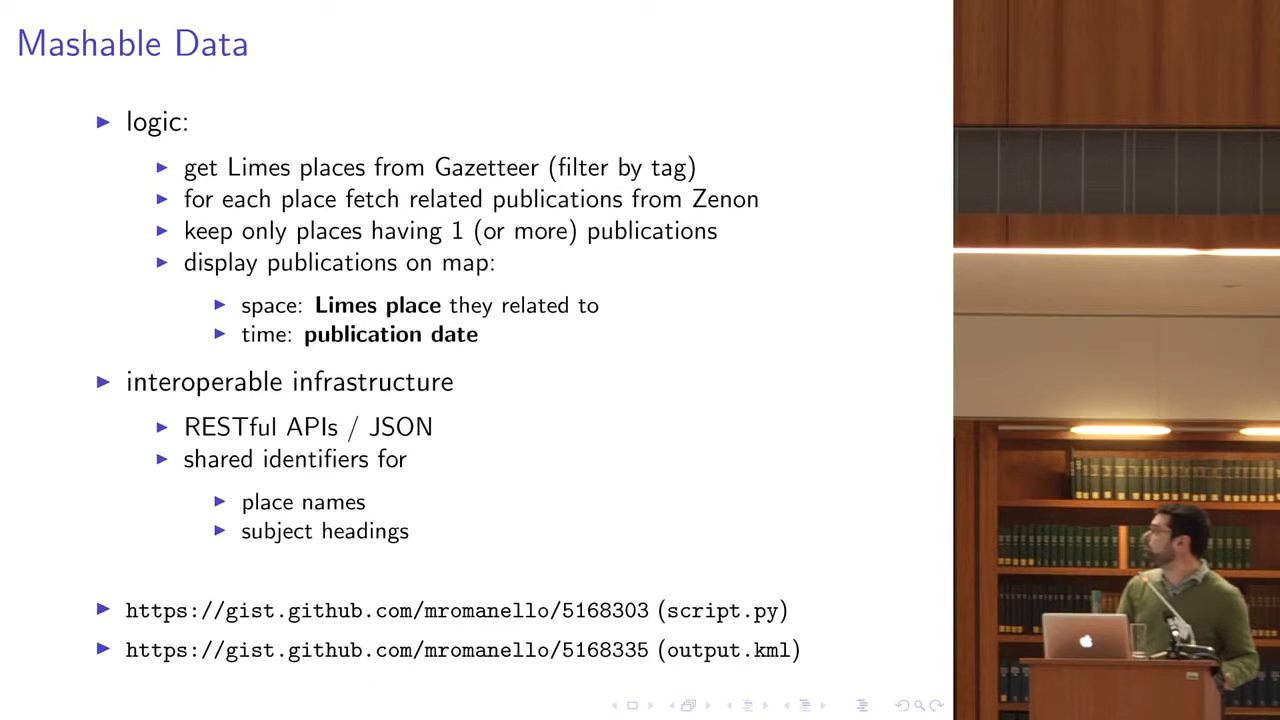 Mashable Data
logic:
get Limes places from Gazetteer (filter by tag)
for each place fetch related publications from Zenon
keep only places having 1 (or more) publications
display publications on map:
space: Limes place they related to
time: publication date
interoperable infrastructure
RESTful APIs / JSON
shared identifiers for
place names
subject headings
https://gist.github.com/mromanello/5168303 (script.py)
https://gist.github.com/mromanello/5168335 (output.kml)